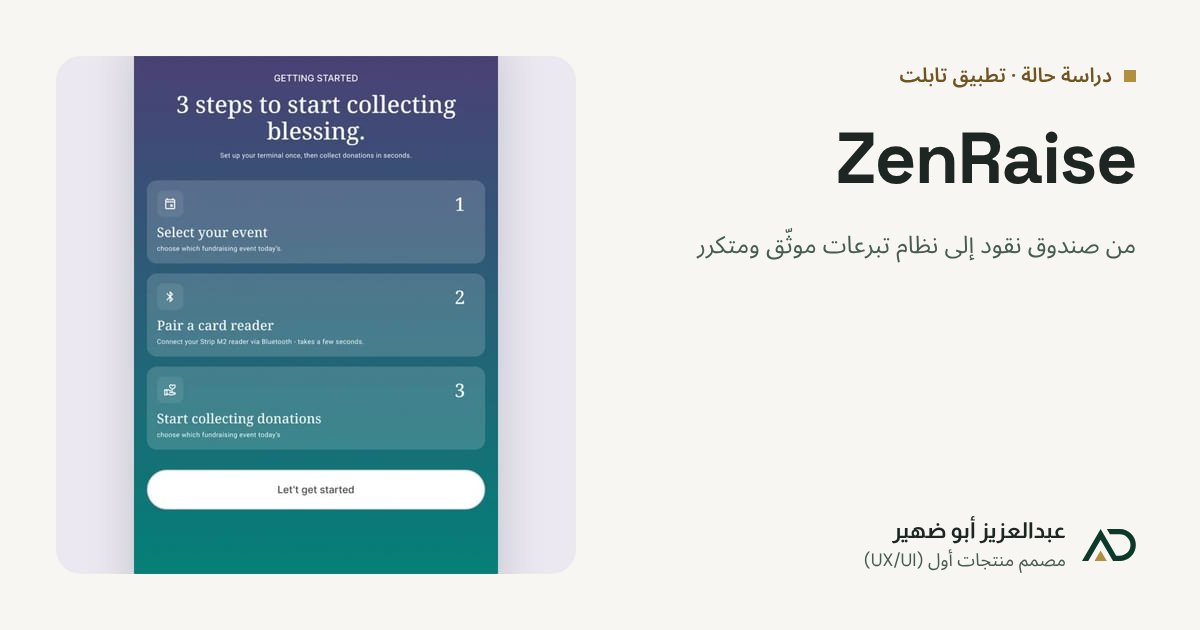 دراسة حالة · تطبيق تابلت
ZenRaise
من صندوق نقود إلى نظام تبرعات موثّق ومتكرر
عبدالعزيز أبو ضهير
مصمم منتجات أول (UX/UI)
GETTING STARTED
3 steps to start collecting
blessing.
Set up your terminal once, then collect donations in seconds.
1
Select your event
choose which fundraising event today's.
2
Pair a card reader
Connect your Strip M2 reader via Bluetooth - takes a few seconds.
3
Start collecting donations
choose which fundraising event today's
Let't get started